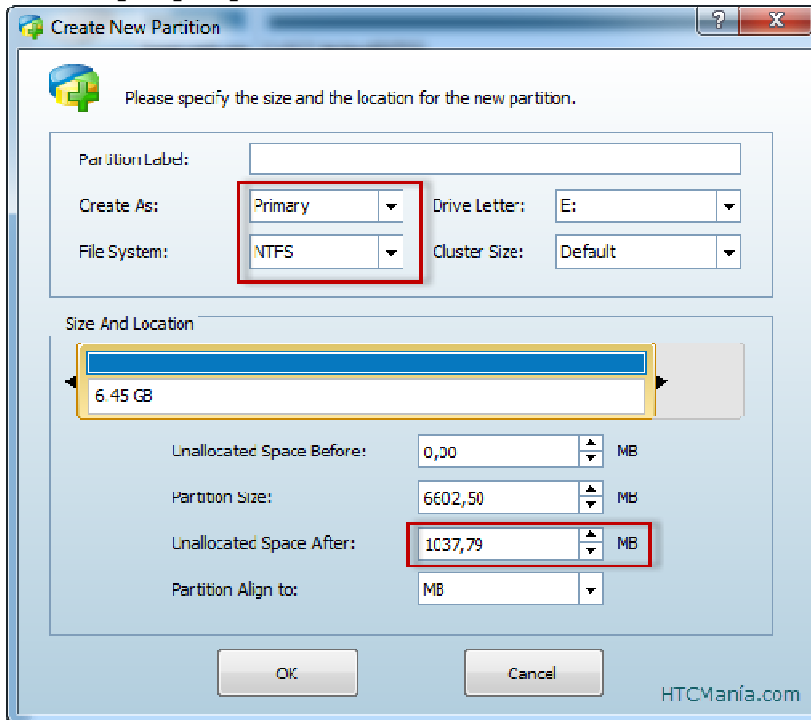 Create New Partition
Please specify the size and the location for the new partition.
Partition Label:
Create As: Primary Drive Letter: E:
File System: NTFS Cluster Size: Default
Size And Location
6.45 GB
Unallocated Space Before: 0,00 MB
Partition Size: 6602,50 MB
Unallocated Space After: 1037,79 MB
Partition Align to: MB
OK Cancel
HTCMania.com